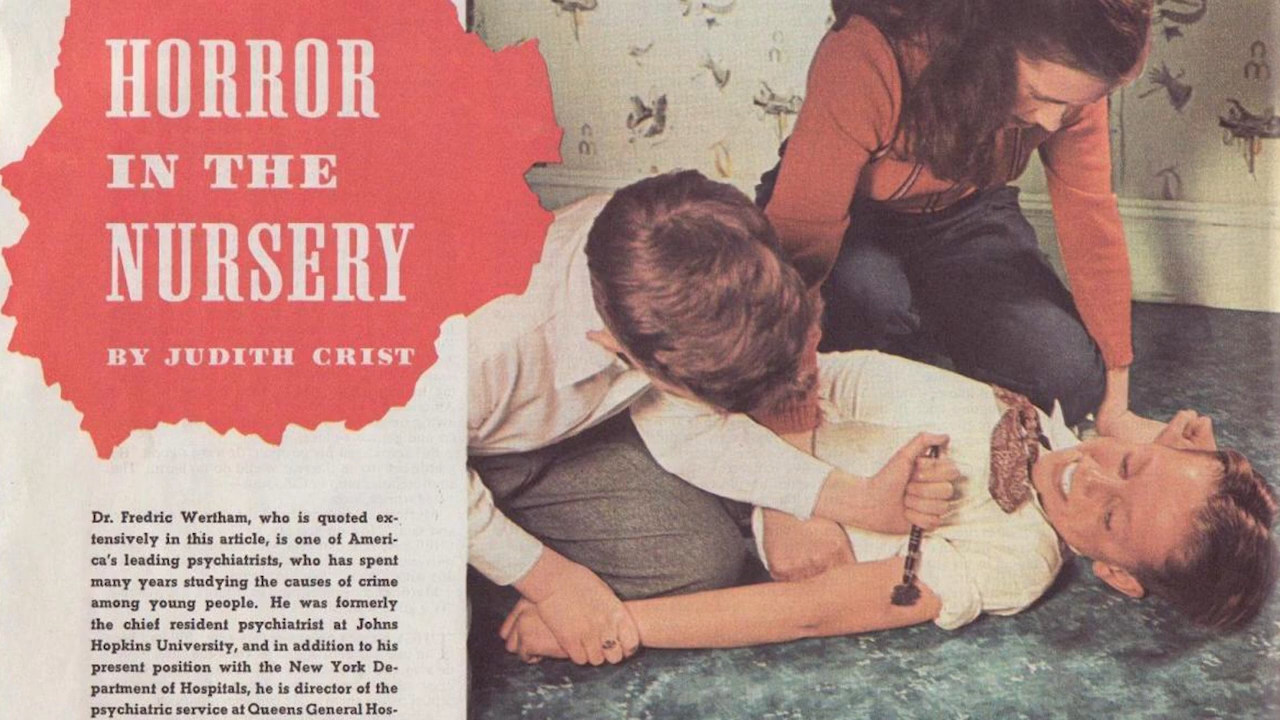 HORROR
IN THE
NURSERY
BY JUDITH CRIST
Dr. Fredric Wertham, who is quoted ex-
tensively in this article, is one of Ameri-
ca's leading psychiatrists, who has spent
many years studying the causes of crime
among young people. He was formerly
the chief resident psychiatrist at Johns
Hopkins University, and in addition to his
present position with the New York De-
partment of Hospitals, he is director of the
psychiatric service at Queens General Hos-